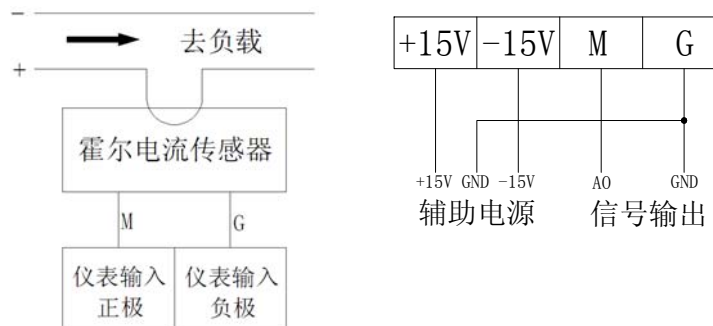 −
去负载
+
霍尔电流传感器
M G
仪表输入 仪表输入
正极 负极
+15V -15V M G
+15V GND -15V AO GND
辅助电源 信号输出